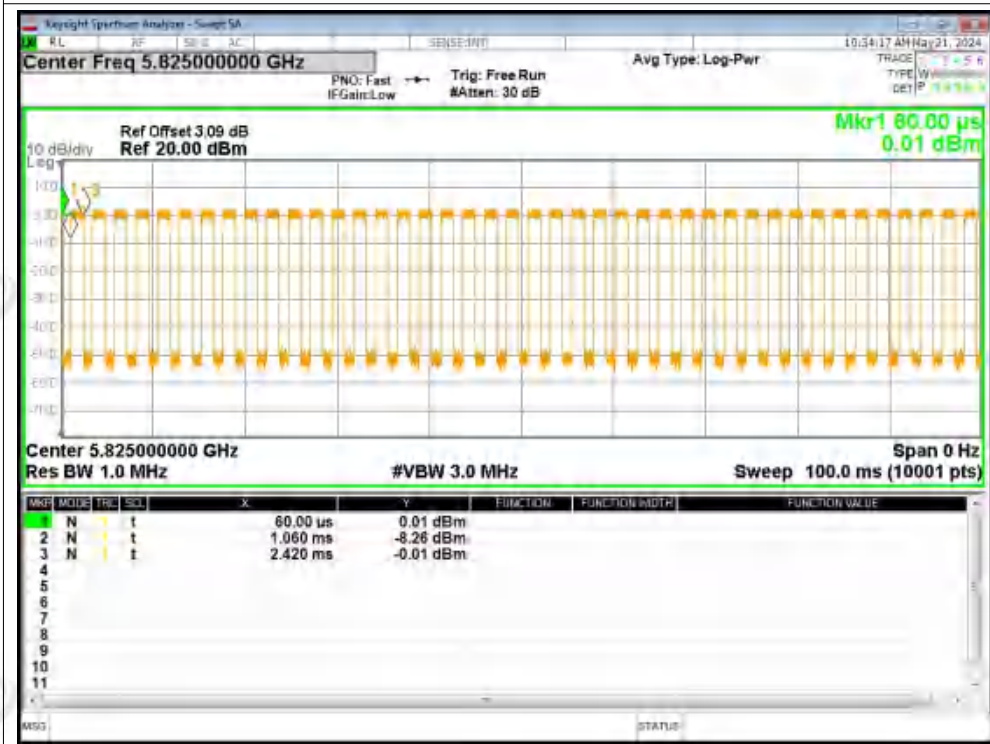 Keysight Spectrum Analyzer - Swept SA
RL RF 50 Ω AC SENSE:INT 10:54:17 AM May 21, 2024
Center Freq 5.825000000 GHz
PNO: Fast
IFGain:Low
Trig: Free Run
#Atten: 30 dB
Avg Type: Log-Pwr
TRACE
TYPE
DET
Mkr1 60.00 µs
0.01 dBm
Ref Offset 3.09 dB
10 dB/div Ref 20.00 dBm
Log
1 3
Center 5.825000000 GHz Span 0 Hz
Res BW 1.0 MHz #VBW 3.0 MHz Sweep 100.0 ms (10001 pts)
MKR MODE TRC SCL X Y FUNCTION FUNCTION WIDTH FUNCTION VALUE
1 N 1 t 60.00 µs 0.01 dBm
2 N 1 t 1.060 ms -8.26 dBm
3 N 1 t 2.420 ms -0.01 dBm
4
5
6
7
8
9
10
11
MSG STATUS